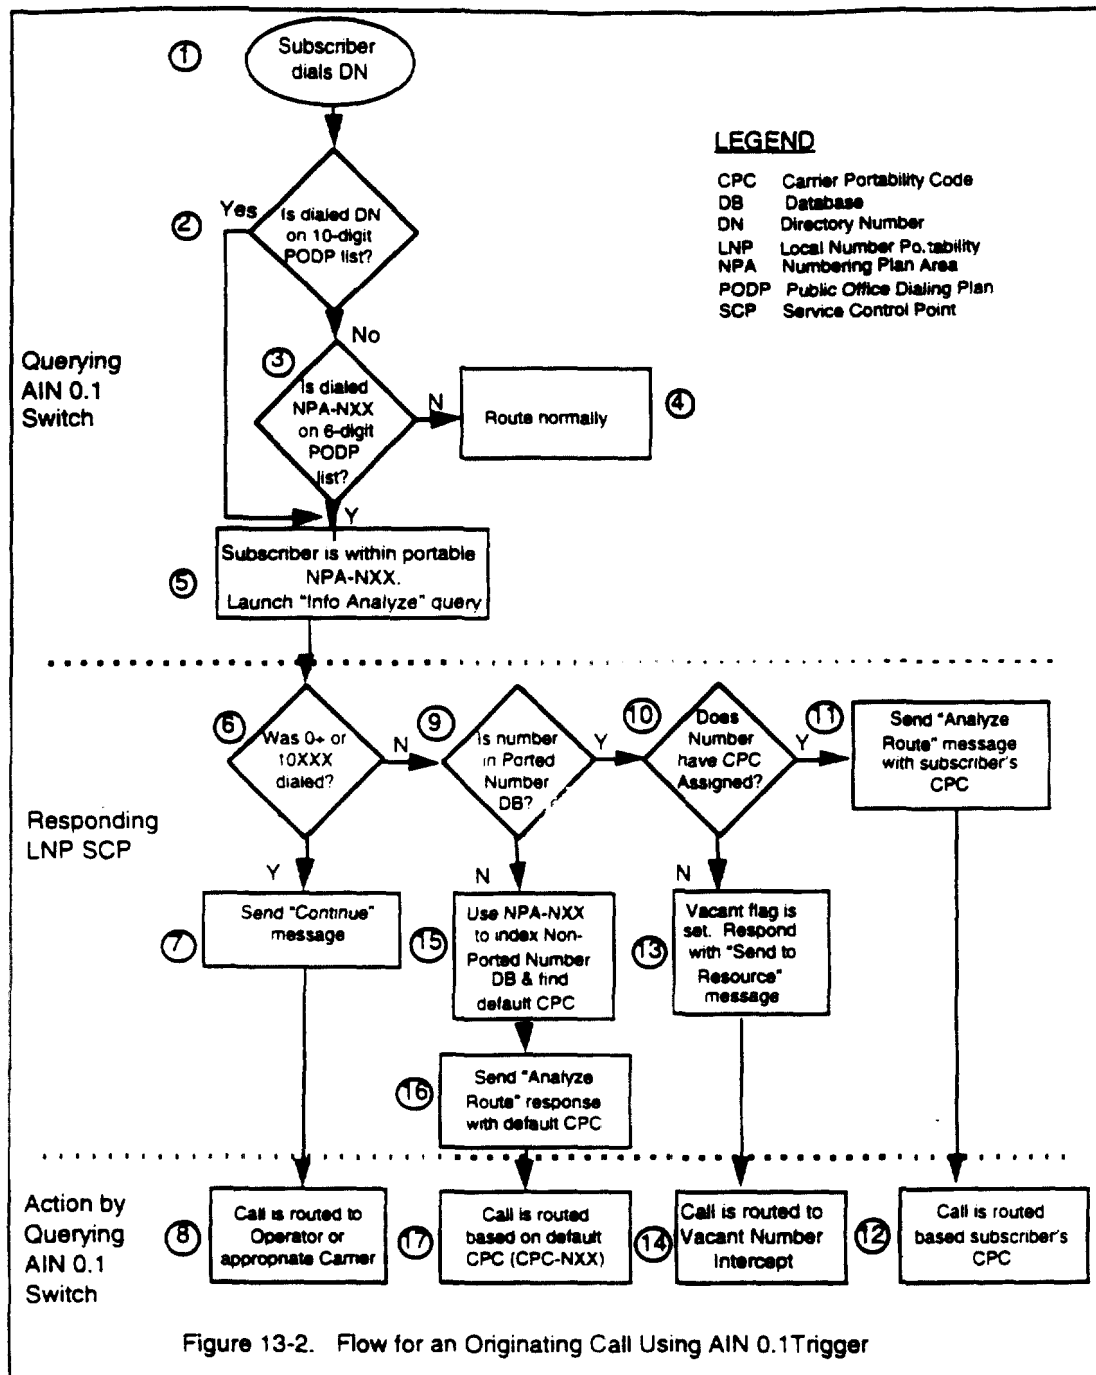 1
Subscriber
dials DN
LEGEND
CPC Carrier Portability Code
DB Database
DN Directory Number
LNP Local Number Portability
NPA Numbering Plan Area
PODP Public Office Dialing Plan
SCP Service Control Point
2
Yes
Is dialed DN
on 10-digit
PODP list?
No
Querying
AIN 0.1
Switch
3
Is dialed
NPA-NXX
on 6-digit
PODP
list?
N
Route normally
4
Y
5
Subscriber is within portable
NPA-NXX.
Launch "Info Analyze" query
Responding
LNP SCP
6
Was 0+ or
10XXX
dialed?
N
9
Is number
in Ported
Number
DB?
Y
10
Does
Number
have CPC
Assigned?
Y
11
Send "Analyze
Route" message
with subscriber's
CPC
Y
N
N
7
Send "Continue"
message
15
Use NPA-NXX
to index Non-
Ported Number
DB & find
default CPC
13
Vacant flag is
set. Respond
with "Send to
Resource"
message
16
Send "Analyze
Route" response
with default CPC
Action by
Querying
AIN 0.1
Switch
8
Call is routed to
Operator or
appropriate Carrier
17
Call is routed
based on default
CPC (CPC-NXX)
14
Call is routed to
Vacant Number
Intercept
12
Call is routed
based subscriber's
CPC
Figure 13-2. Flow for an Originating Call Using AIN 0.1Trigger